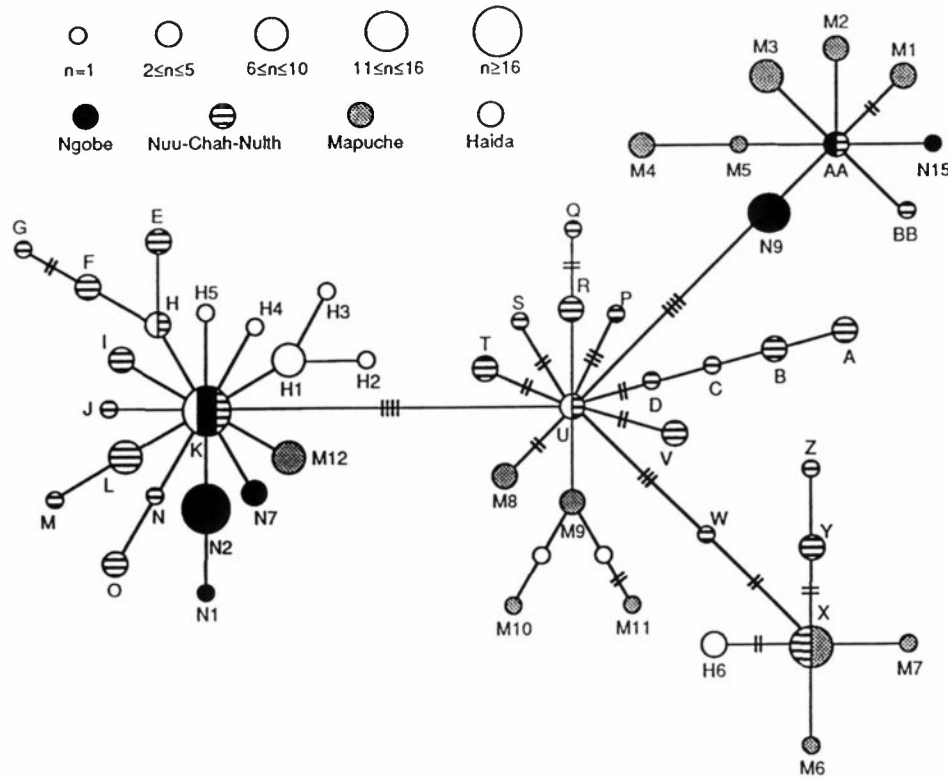 n=1 2≤n≤5 6≤n≤10 11≤n≤16 n≥16
Ngobe Nuu-Chah-Nulth Mapuche Haida
M3 M2 M1
M4 M5 AA N15
N9 BB
G E Q
F H H5 H4 H3 S R P
I T A
H1 H2 B
J D C
K U V
L M12 M8 Z
M N N7 M9 W Y
O N2
N1 M10 M11 X
H6 M7
M6